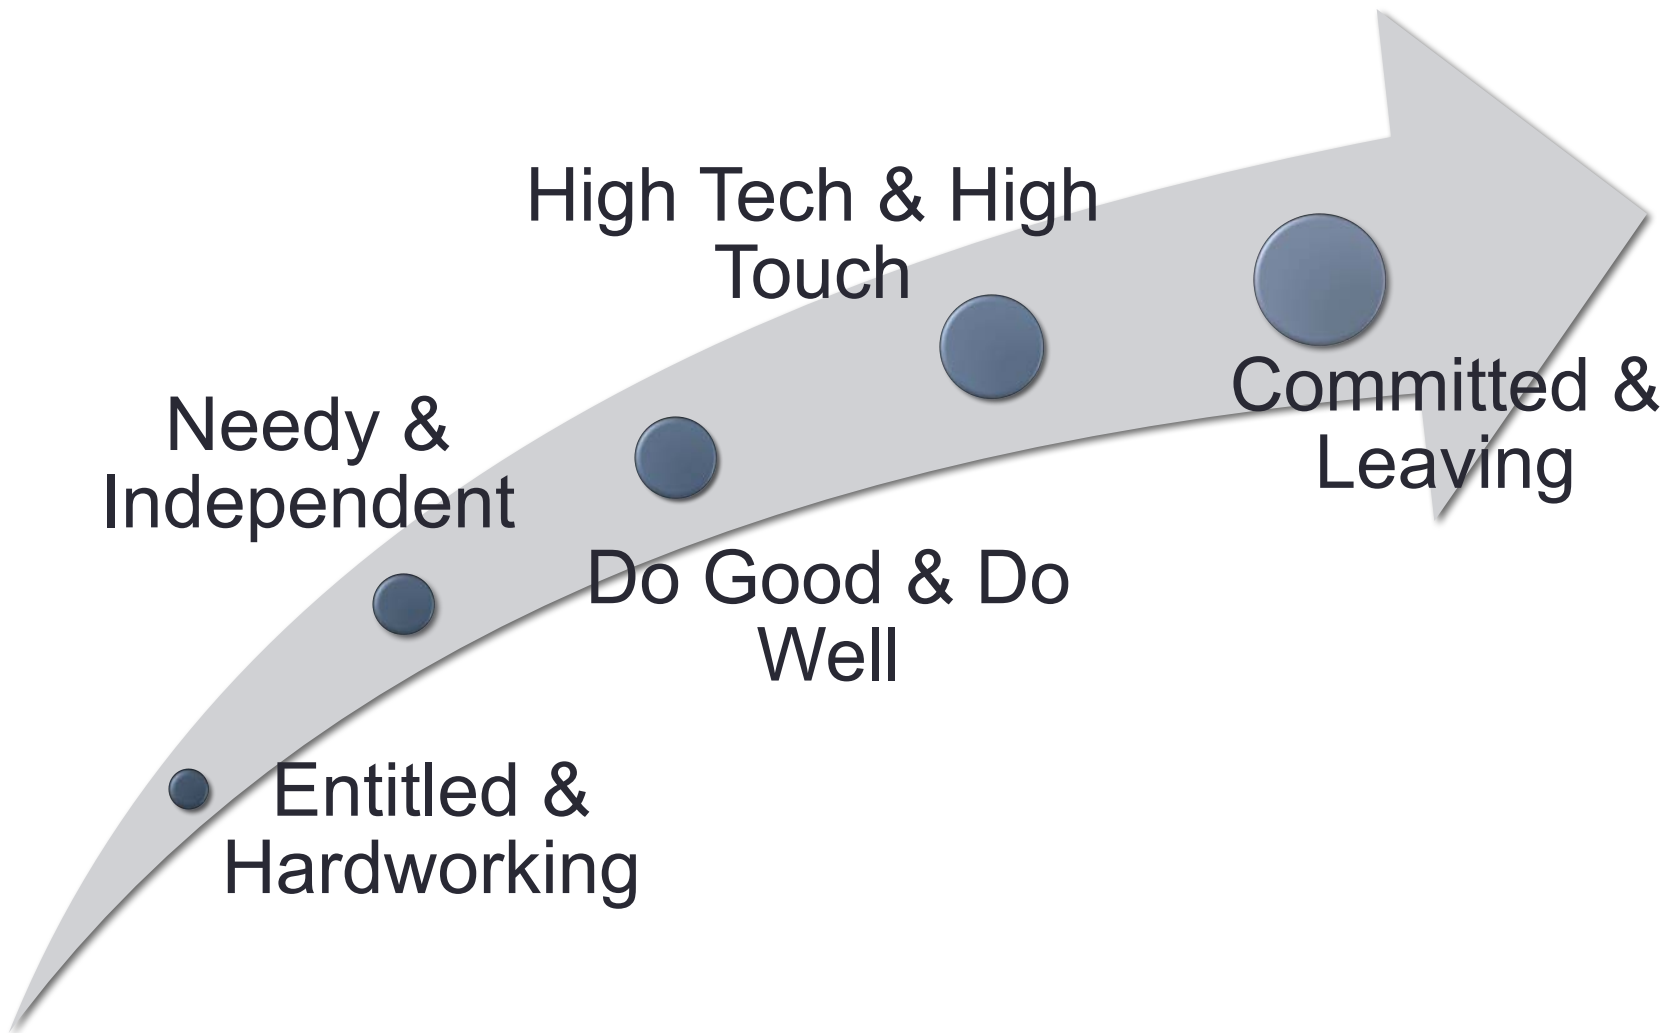 High Tech & High
Touch
Committed &
Leaving
Needy &
Independent
Do Good & Do
Well
Entitled &
Hardworking